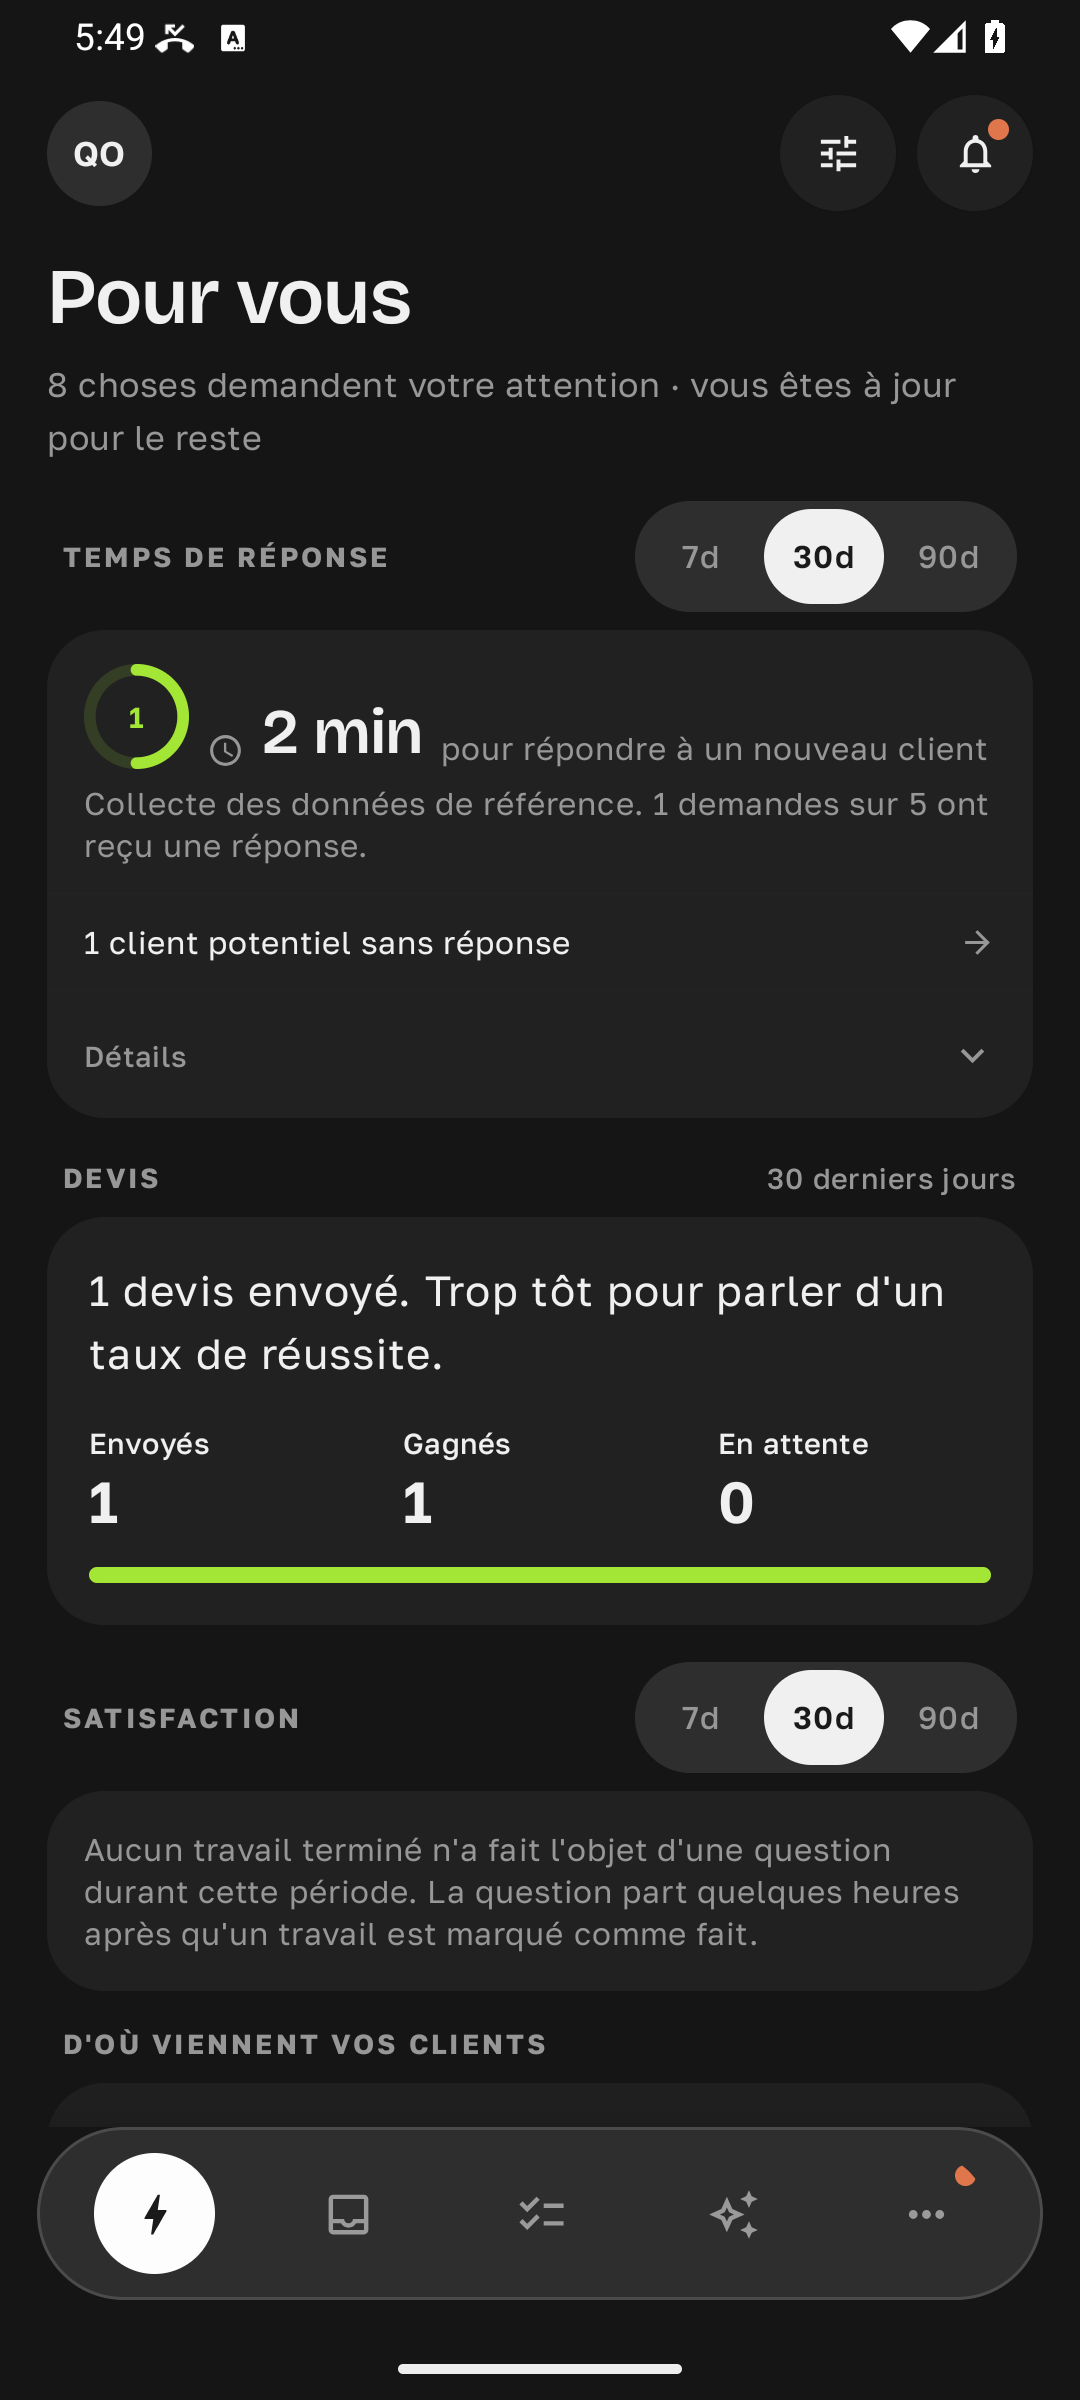 5:49
QO
Pour vous
8 choses demandent votre attention · vous êtes à jour
pour le reste
TEMPS DE RÉPONSE
7d 30d 90d
1
2 min pour répondre à un nouveau client
Collecte des données de référence. 1 demandes sur 5 ont
reçu une réponse.
1 client potentiel sans réponse
Détails
DEVIS
30 derniers jours
1 devis envoyé. Trop tôt pour parler d'un
taux de réussite.
Envoyés Gagnés En attente
1 1 0
SATISFACTION
7d 30d 90d
Aucun travail terminé n'a fait l'objet d'une question
durant cette période. La question part quelques heures
après qu'un travail est marqué comme fait.
D'OÙ VIENNENT VOS CLIENTS